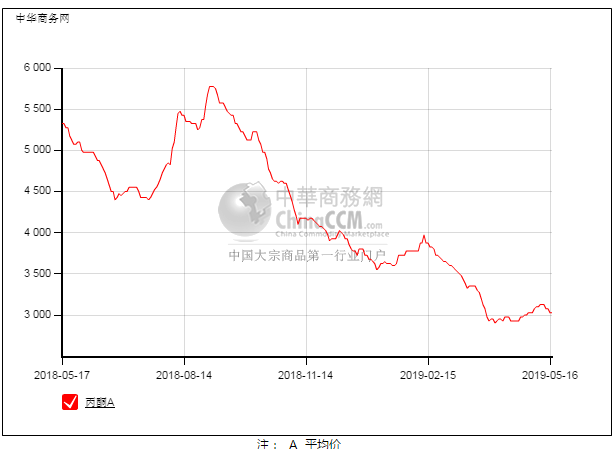 中华商务网
6 000
5 500
5 000
4 500
4 000
3 500
3 000
中華商務網
ChinaCCM.com
China Commodity Marketplace
中国大宗商品第一行业门户
2018-05-17
2018-08-14
2018-11-14
2019-02-15
2019-05-16
丙酮A
注： A 平均价